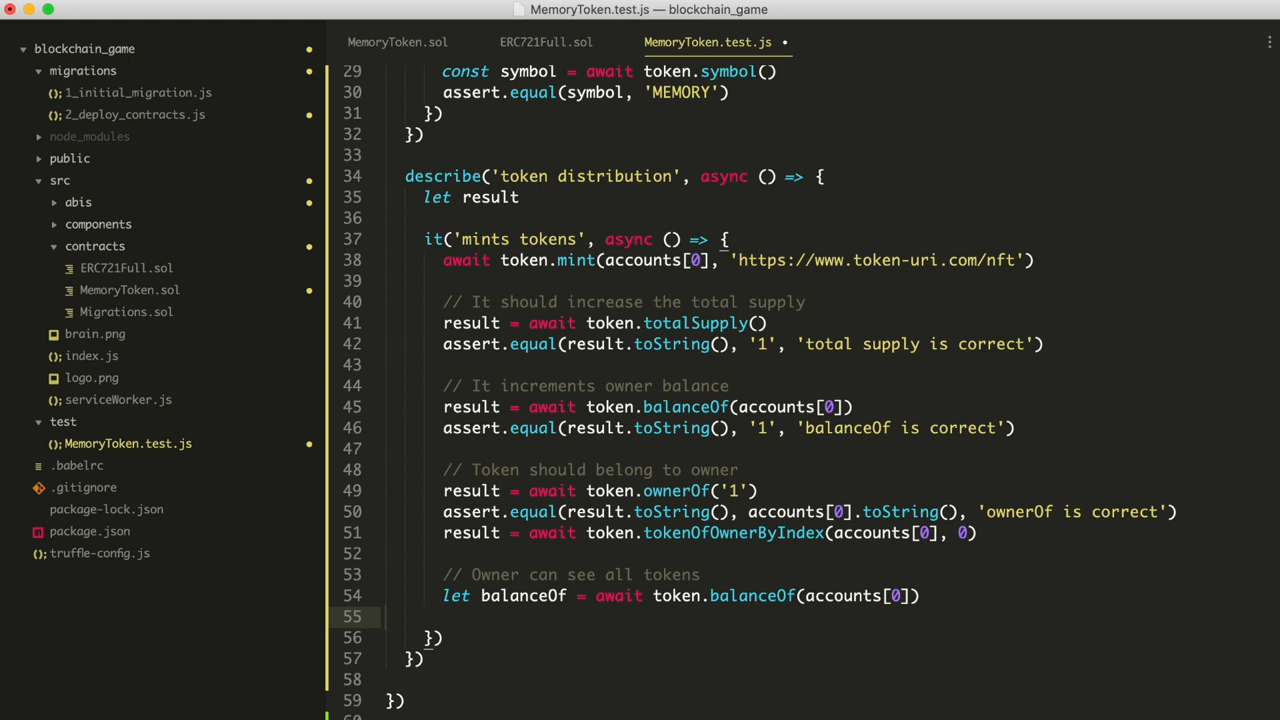 MemoryToken.test.js — blockchain_game
blockchain_game
migrations
1_initial_migration.js
2_deploy_contracts.js
node_modules
public
src
abis
components
contracts
ERC721Full.sol
MemoryToken.sol
Migrations.sol
brain.png
index.js
logo.png
serviceWorker.js
test
MemoryToken.test.js
.babelrc
.gitignore
package-lock.json
package.json
truffle-config.js
MemoryToken.sol ERC721Full.sol MemoryToken.test.js
29 const symbol = await token.symbol()
30 assert.equal(symbol, 'MEMORY')
31 })
32 })
33
34 describe('token distribution', async () => {
35 let result
36
37 it('mints tokens', async () => {
38 await token.mint(accounts[0], 'https://www.token-uri.com/nft')
39
40 // It should increase the total supply
41 result = await token.totalSupply()
42 assert.equal(result.toString(), '1', 'total supply is correct')
43
44 // It increments owner balance
45 result = await token.balanceOf(accounts[0])
46 assert.equal(result.toString(), '1', 'balanceOf is correct')
47
48 // Token should belong to owner
49 result = await token.ownerOf('1')
50 assert.equal(result.toString(), accounts[0].toString(), 'ownerOf is correct')
51 result = await token.tokenOfOwnerByIndex(accounts[0], 0)
52
53 // Owner can see all tokens
54 let balanceOf = await token.balanceOf(accounts[0])
55
56 })
57 })
58
59 })
60